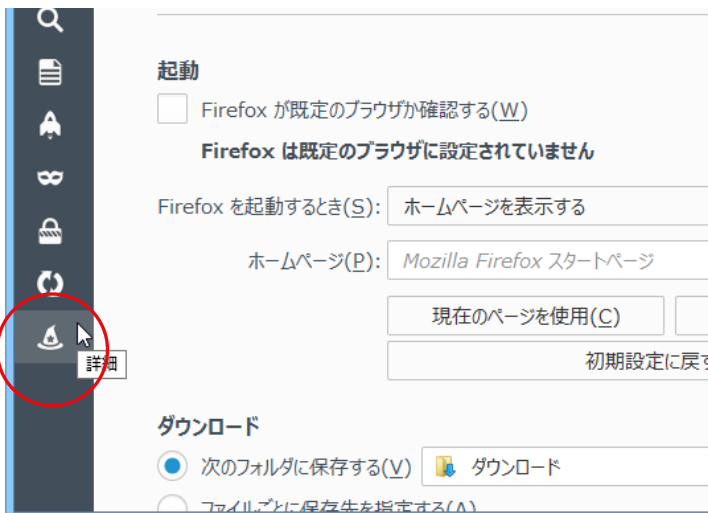 起動
Firefox が既定のブラウザか確認する(W)
Firefox は既定のブラウザに設定されていません
Firefox を起動するとき(S): ホームページを表示する
ホームページ(P): Mozilla Firefox スタートページ
現在のページを使用(C)
初期設定に戻す
詳細
ダウンロード
次のフォルダに保存する(V) ダウンロード
ファイルごとに保存先を指定する(A)